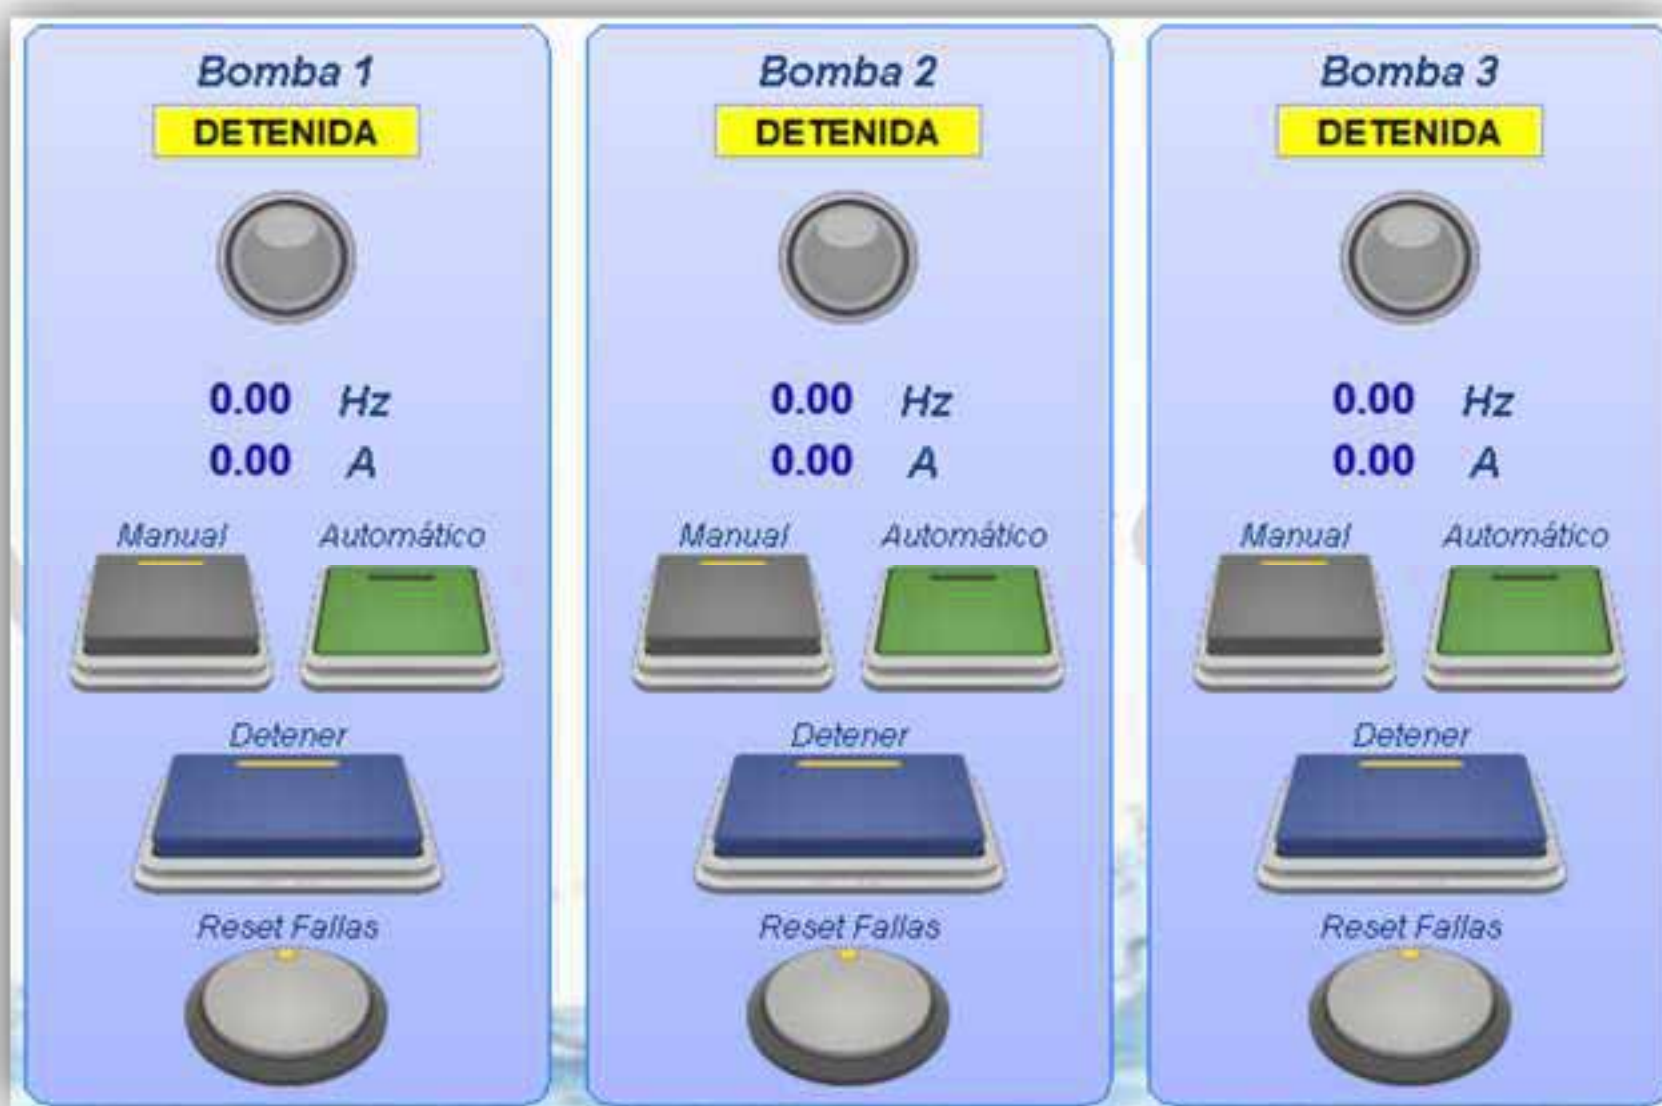 Bomba 1
DETENIDA
0.00 Hz
0.00 A
Manual Automático
Detener
Reset Fallas
Bomba 2
DETENIDA
0.00 Hz
0.00 A
Manual Automático
Detener
Reset Fallas
Bomba 3
DETENIDA
0.00 Hz
0.00 A
Manual Automático
Detener
Reset Fallas